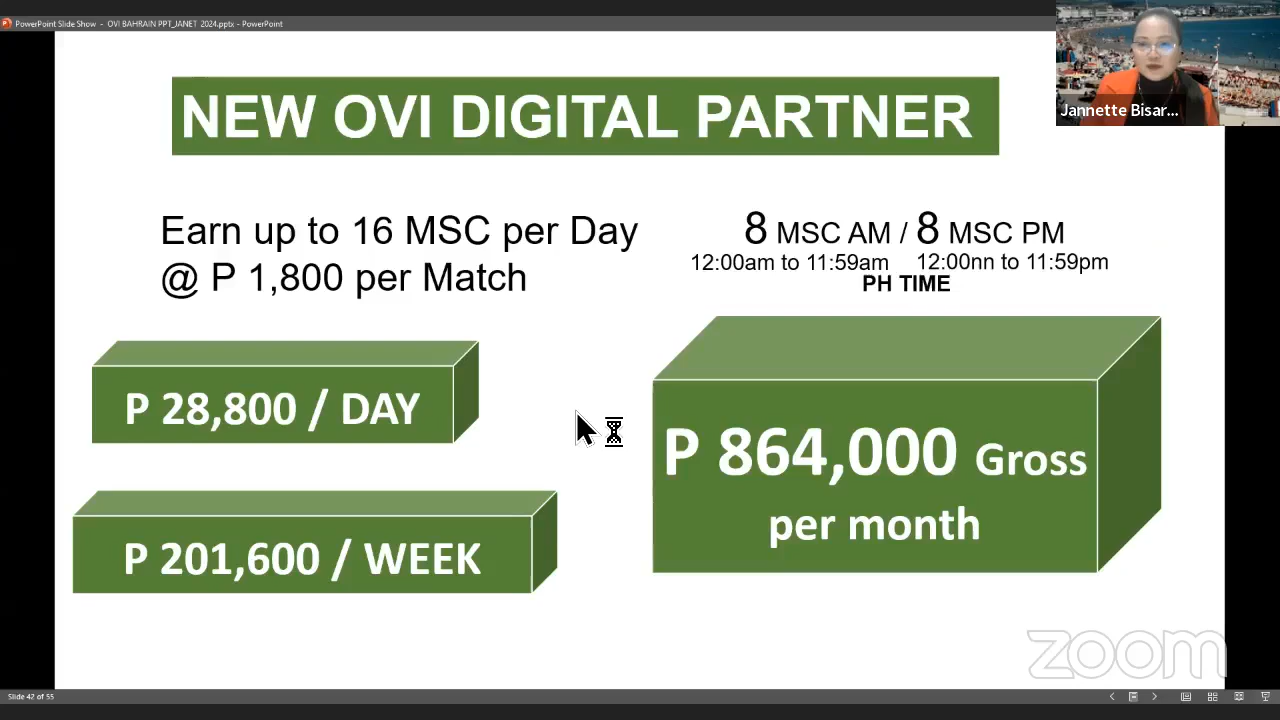 PowerPoint Slide Show - OVI BAHRAIN PPT_JANET 2024.pptx - PowerPoint
Jannette Bisar...
NEW OVI DIGITAL PARTNER
Earn up to 16 MSC per Day
@ P 1,800 per Match
8 MSC AM / 8 MSC PM
12:00am to 11:59am 12:00nn to 11:59pm
PH TIME
P 28,800 / DAY
P 201,600 / WEEK
P 864,000 Gross
per month
zoom
Slide 42 of 55